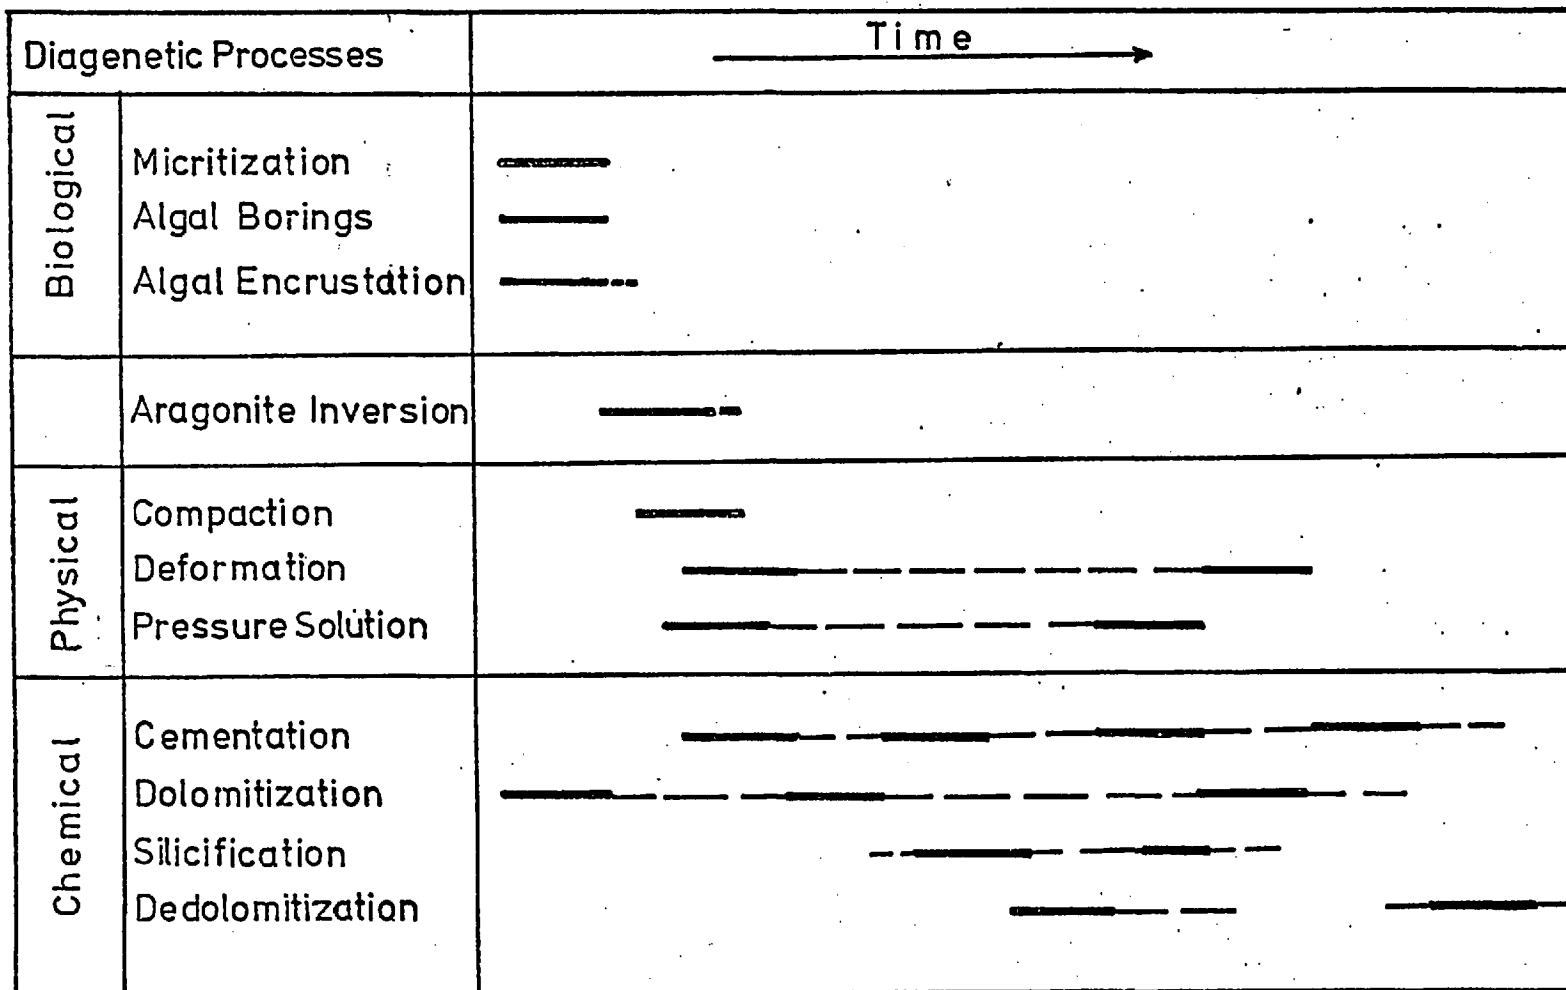 Diagenetic Processes
Time
Biological
Micritization
Algal Borings
Algal Encrustation
Aragonite Inversion
Physical
Compaction
Deformation
Pressure Solution
Chemical
Cementation
Dolomitization
Silicification
Dedolomitization